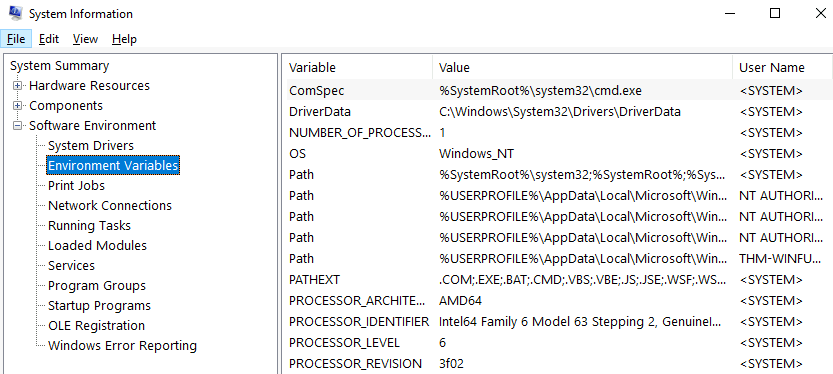 System Information
File Edit View Help
System Summary
Hardware Resources
Components
Software Environment
System Drivers
Environment Variables
Print Jobs
Network Connections
Running Tasks
Loaded Modules
Services
Program Groups
Startup Programs
OLE Registration
Windows Error Reporting
Variable Value User Name
ComSpec %SystemRoot%\system32\cmd.exe <SYSTEM>
DriverData C:\Windows\System32\Drivers\DriverData <SYSTEM>
NUMBER_OF_PROCESS... 1 <SYSTEM>
OS Windows_NT <SYSTEM>
Path %SystemRoot%\system32;%SystemRoot%;%Sys... <SYSTEM>
Path %USERPROFILE%\AppData\Local\Microsoft\Win... NT AUTHORI...
Path %USERPROFILE%\AppData\Local\Microsoft\Win... NT AUTHORI...
Path %USERPROFILE%\AppData\Local\Microsoft\Win... NT AUTHORI...
Path %USERPROFILE%\AppData\Local\Microsoft\Win... THM-WINFU...
PATHEXT .COM;.EXE;.BAT;.CMD;.VBS;.VBE;.JS;.JSE;.WSF;.WS... <SYSTEM>
PROCESSOR_ARCHITE... AMD64 <SYSTEM>
PROCESSOR_IDENTIFIER Intel64 Family 6 Model 63 Stepping 2, GenuineI... <SYSTEM>
PROCESSOR_LEVEL 6 <SYSTEM>
PROCESSOR_REVISION 3f02 <SYSTEM>